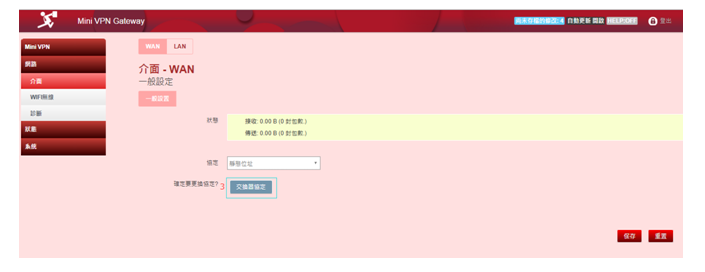 Mini VPN Gateway
尚未存檔的修改: 4 自動更新 開啟 HELP:OFF 登出
Mini VPN
網路
介面
WIFI無線
診斷
狀態
系統
WAN LAN
介面 - WAN
一般設定
一般設置
狀態
接收: 0.00 B (0 封包數.)
傳送: 0.00 B (0 封包數.)
協定 靜態位址
確定要更換協定? 3 交換器協定
保存 重置